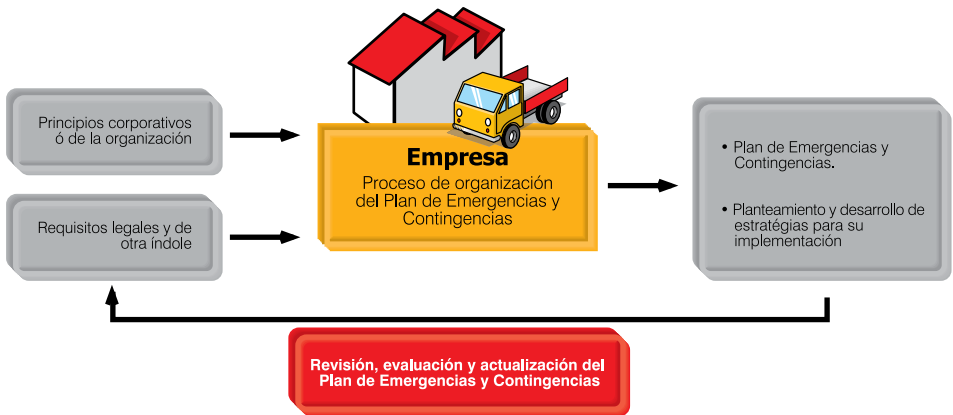 Principios corporativos
ó de la organización
Requisitos legales y de
otra índole
Empresa
Proceso de organización
del Plan de Emergencias y
Contingencias
• Plan de Emergencias y
Contingencias.
• Planteamiento y desarrollo de
estratégias para su
implementación
Revisión, evaluación y actualización del
Plan de Emergencias y Contingencias